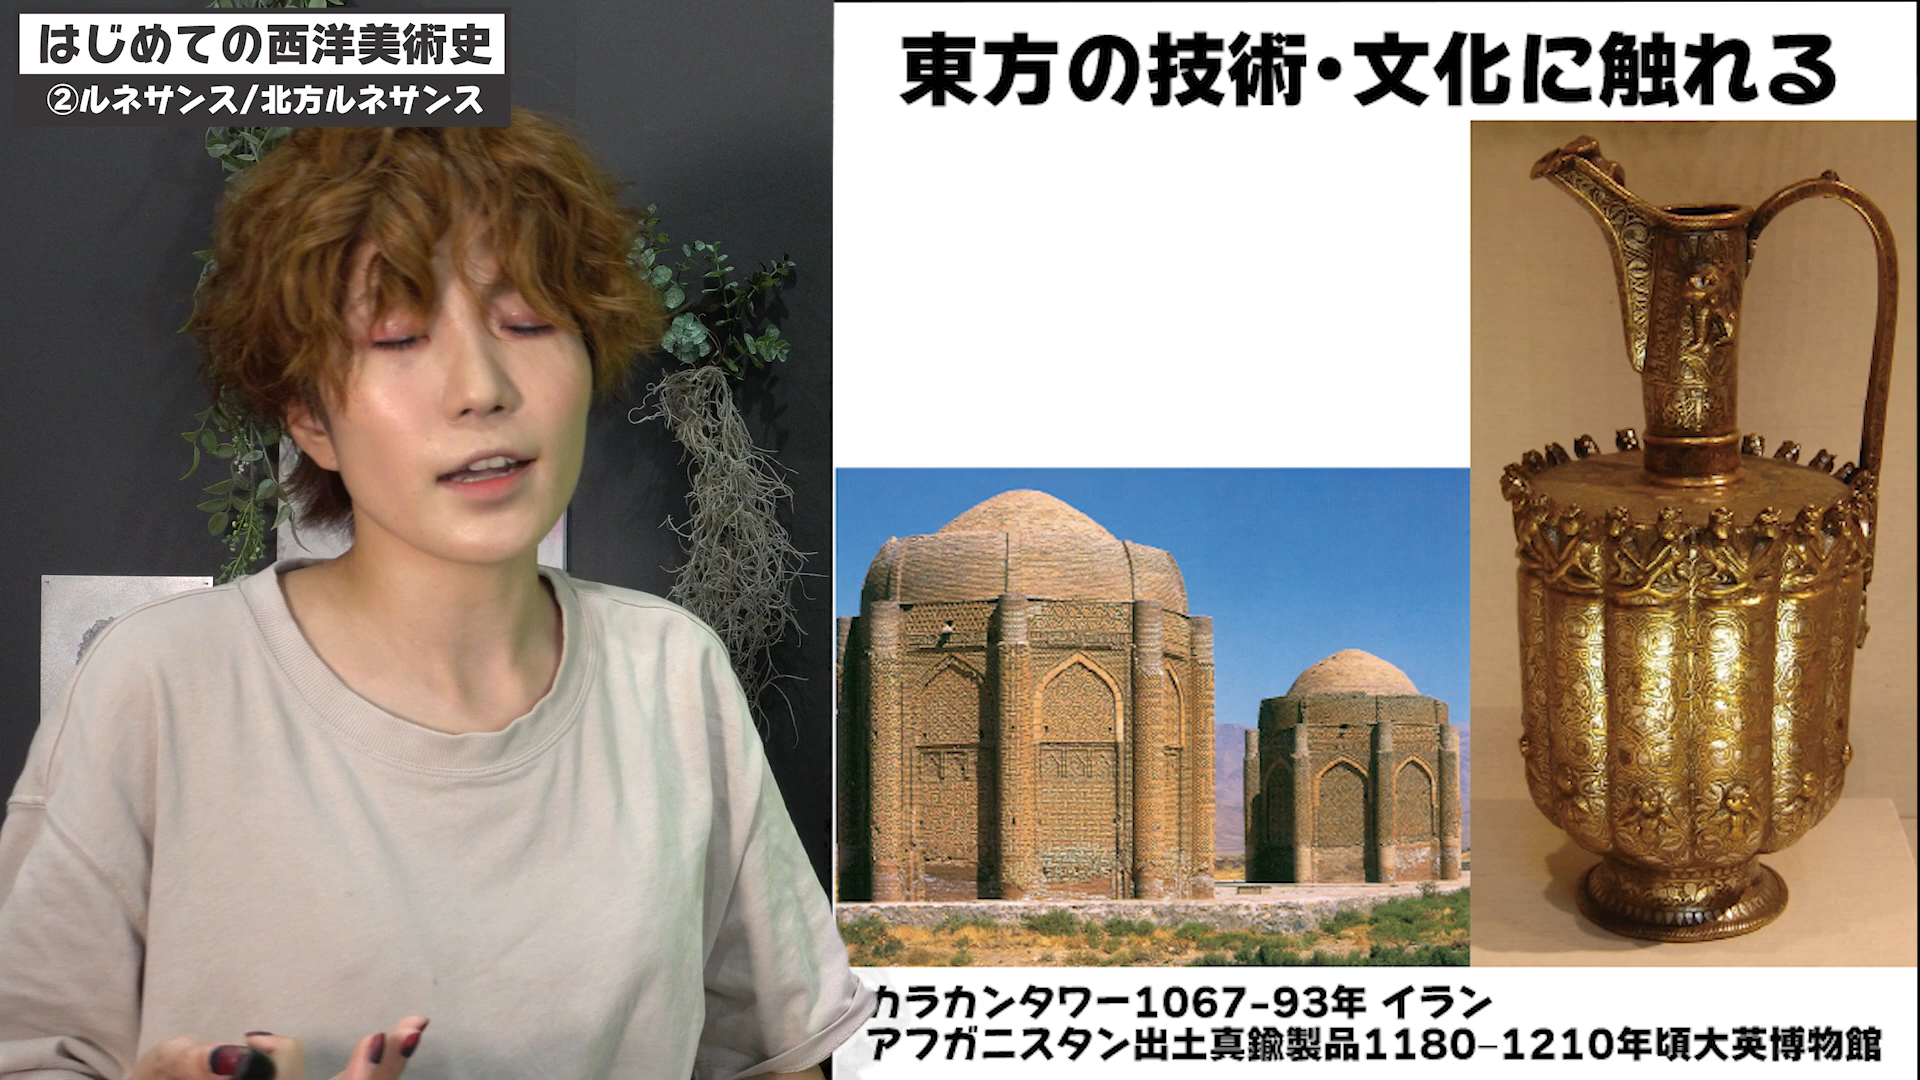 はじめての西洋美術史
②ルネサンス/北方ルネサンス
東方の技術・文化に触れる
カラカンタワー1067-93年 イラン
アフガニスタン出土真鍮製品1180-1210年頃大英博物館